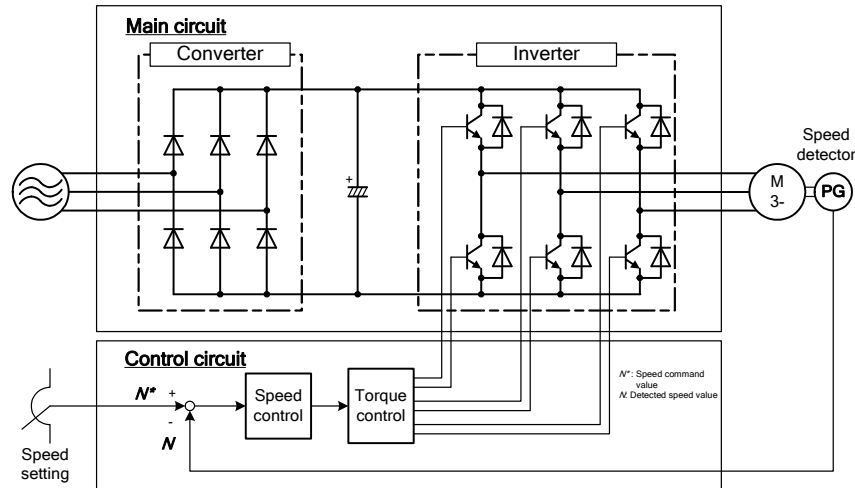 Main circuit
Converter
Inverter
+
Speed
detector
M
3~
PG
Control circuit
N* : Speed command
value
N: Detected speed value
N*
+
-
N
Speed
control
Torque
control
Speed
setting